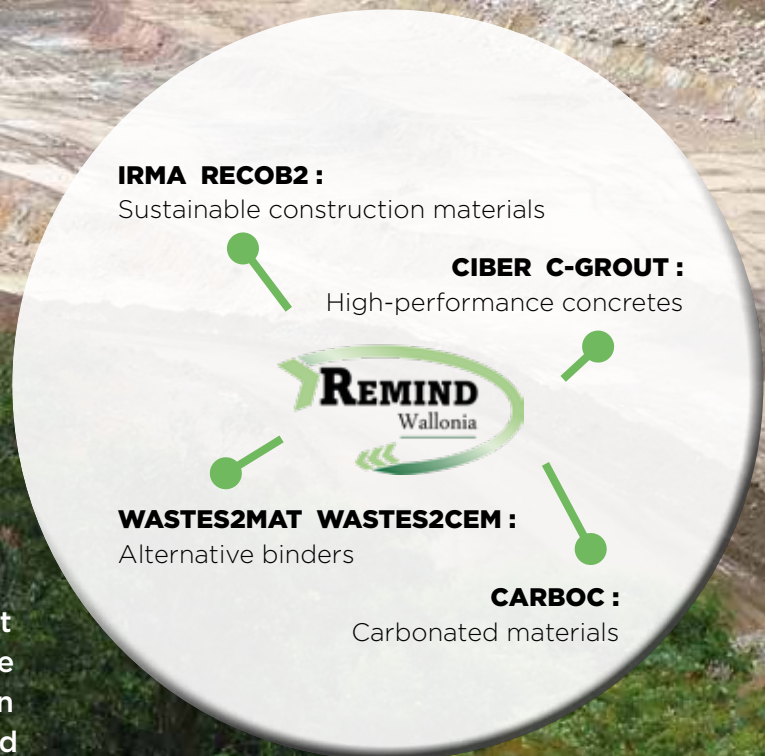 IRMA RECOB2 :
Sustainable construction materials
CIBER C-GROUT :
High-performance concretes
REMIND
Wallonia
WASTES2MAT WASTES2CEM :
Alternative binders
CARBOC :
Carbonated materials
t
e
n
d